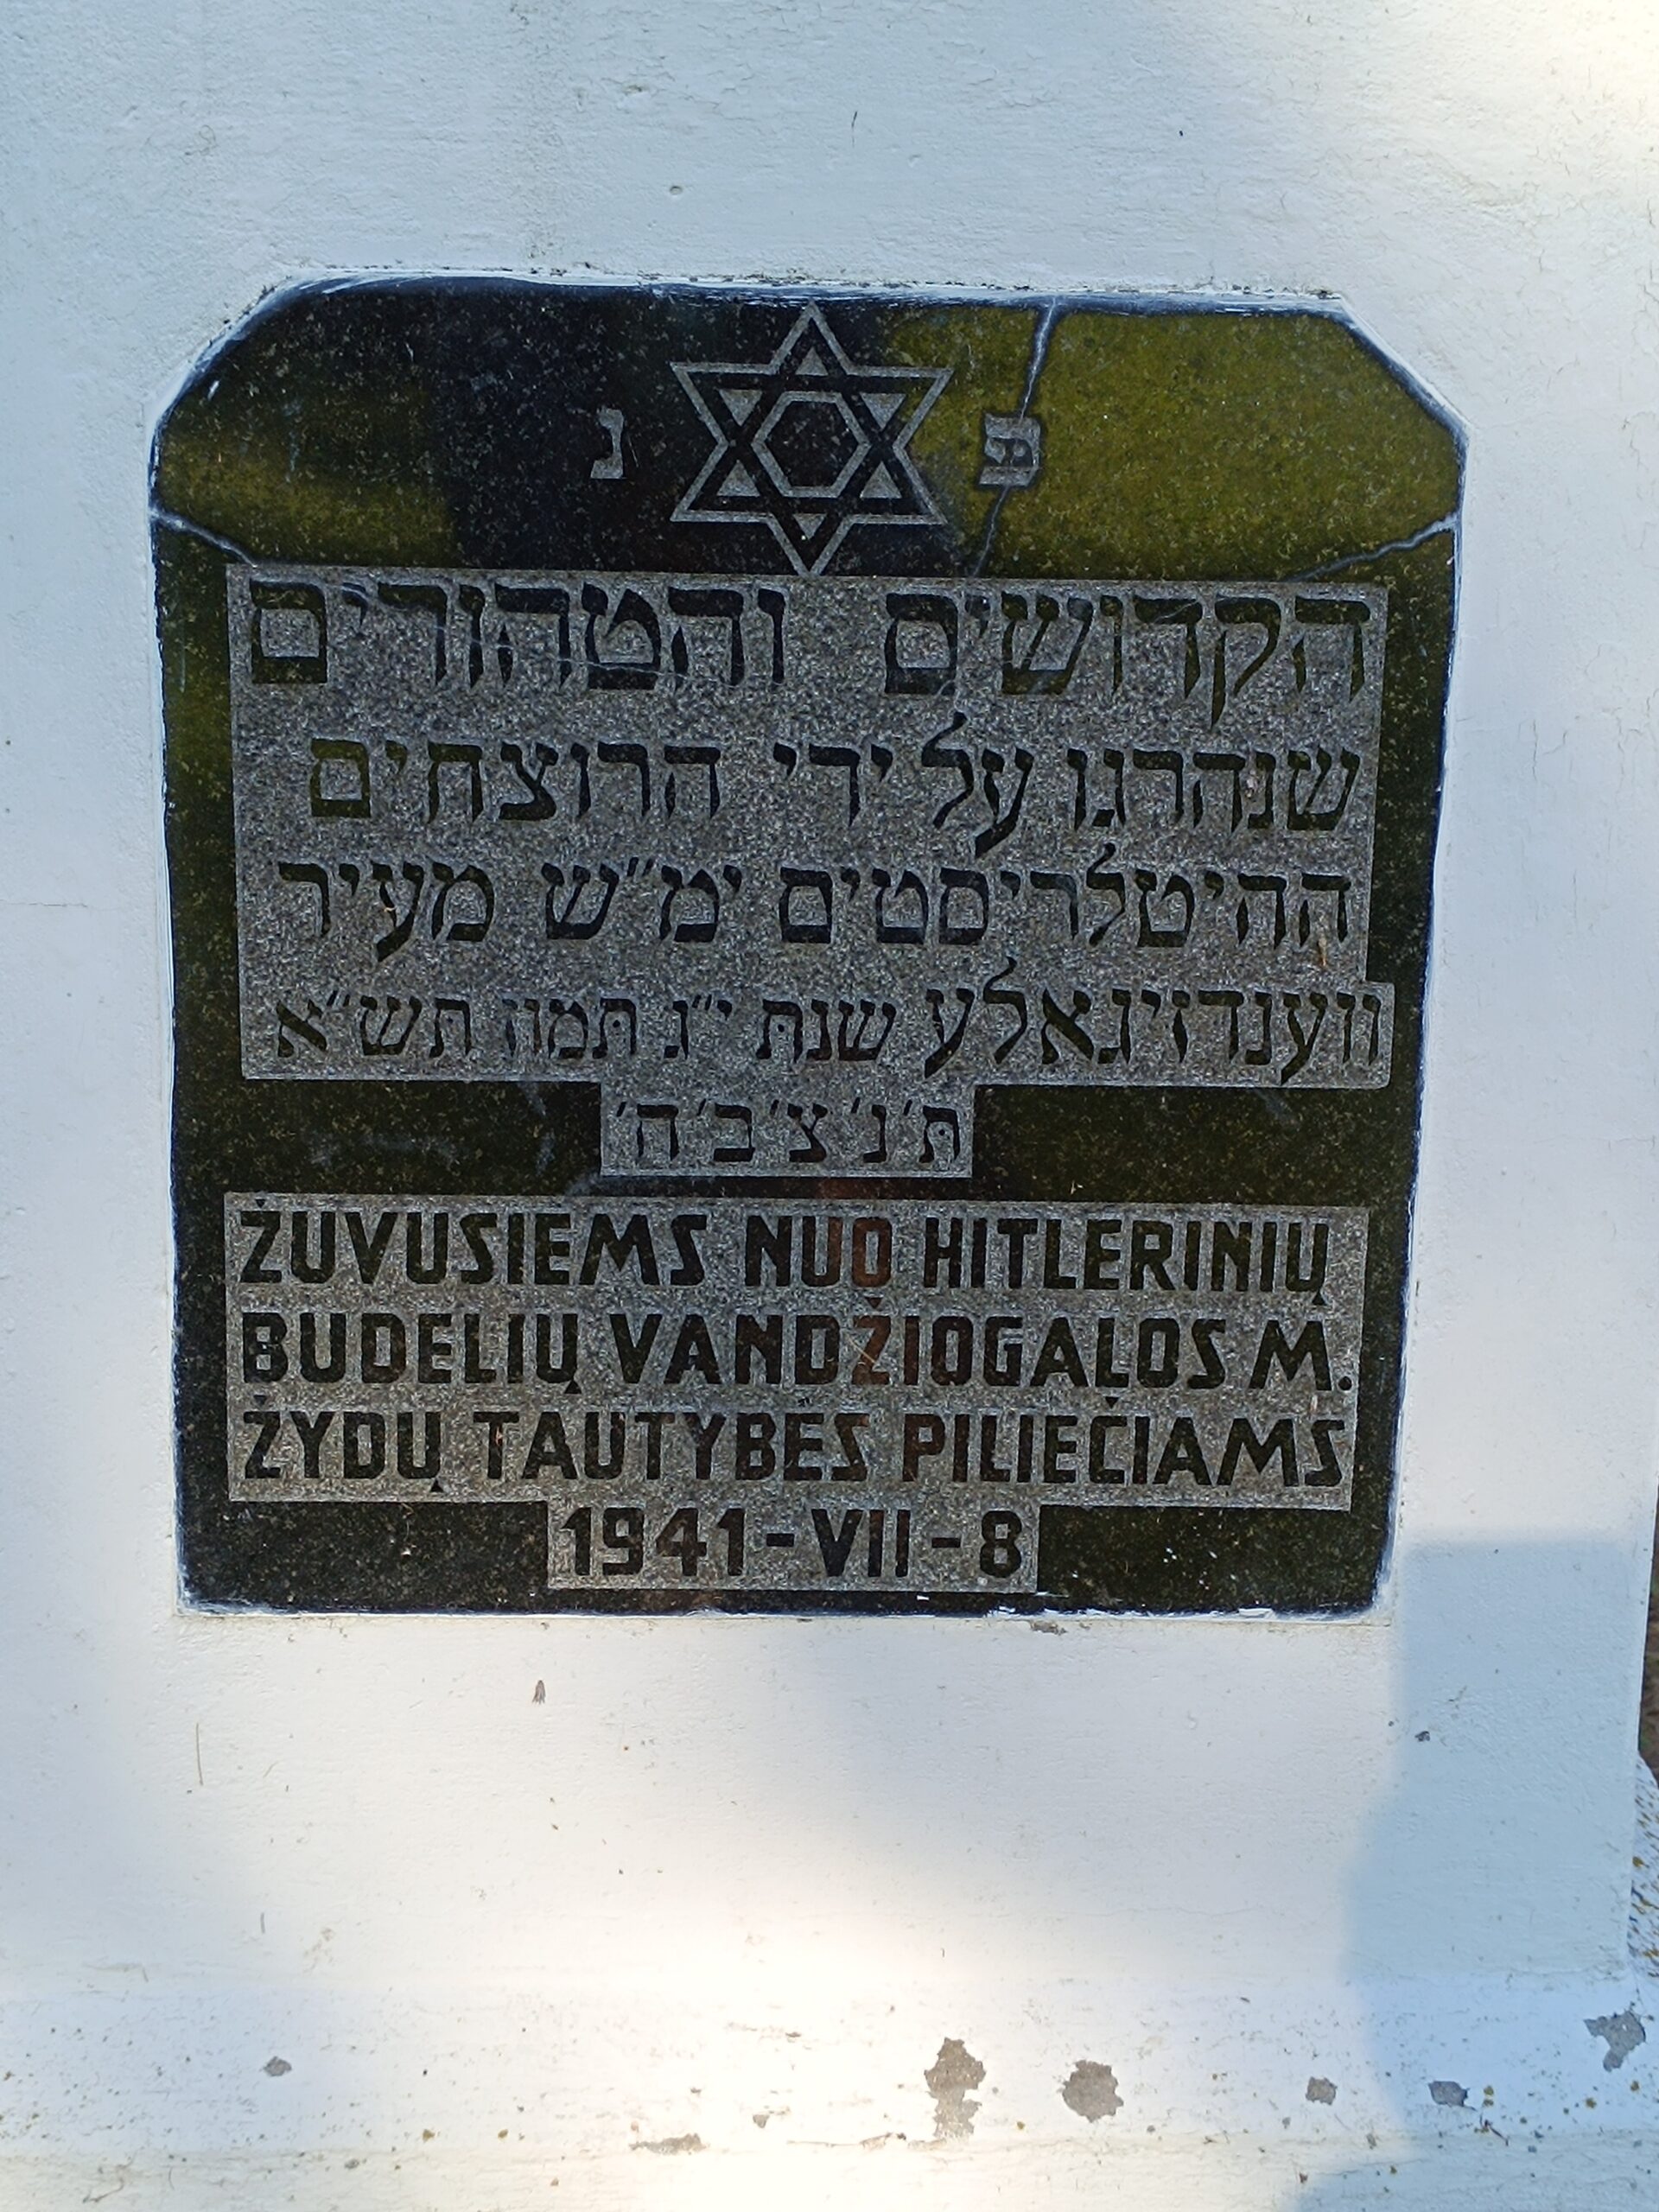 פ נ
הקדושים והטהורים
שנהרגו על ידי הרוצחים
ההיטלריסטים ימ״ש מעיר
ווענדזיגאלע שנת י״ג תמוז תש״א
ת׳ נ׳ צ׳ ב׳ ה׳
ŽUVUSIEMS NUO HITLERINIŲ
BUDELIŲ VANDŽIOGALOS M.
ŽYDŲ TAUTYBĖS PILIEČIAMS
1941-VII-8